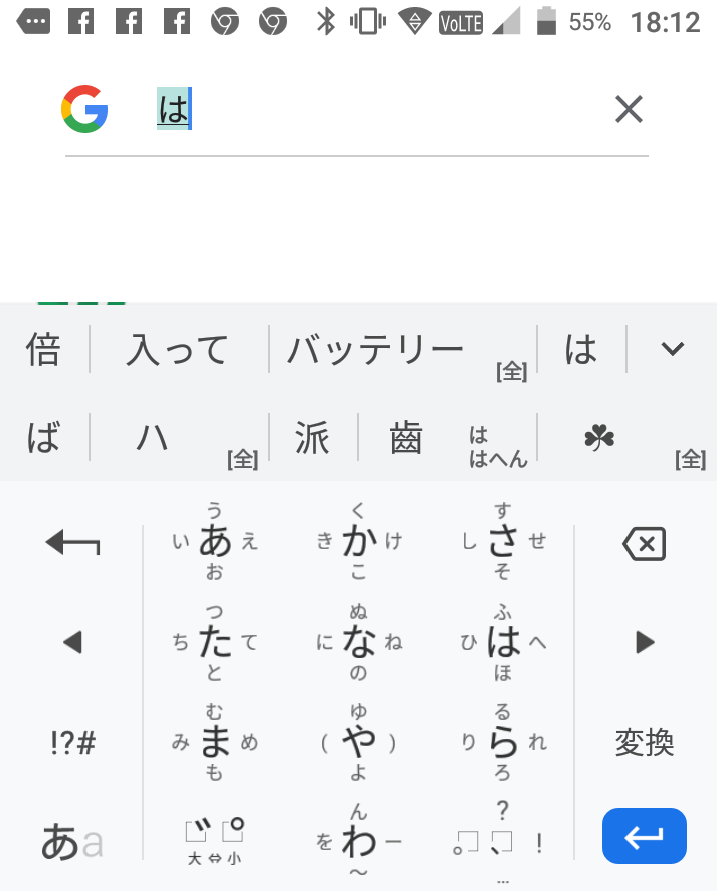 VoLTE 55% 18:12
G は
倍 入って バッテリー [全] は
ば ハ [全] 派 歯 は はへん [全]
う く す
い あ え き か け し さ せ
お こ そ
つ ぬ ふ
ち た て に な ね ひ は へ
と の ほ
む ゆ る
!?# み ま め ( や ) り ら れ 変換
も よ ろ
ん ?
あa ゛゜ を わ ー 。 、 !
大⇔小 〜 …